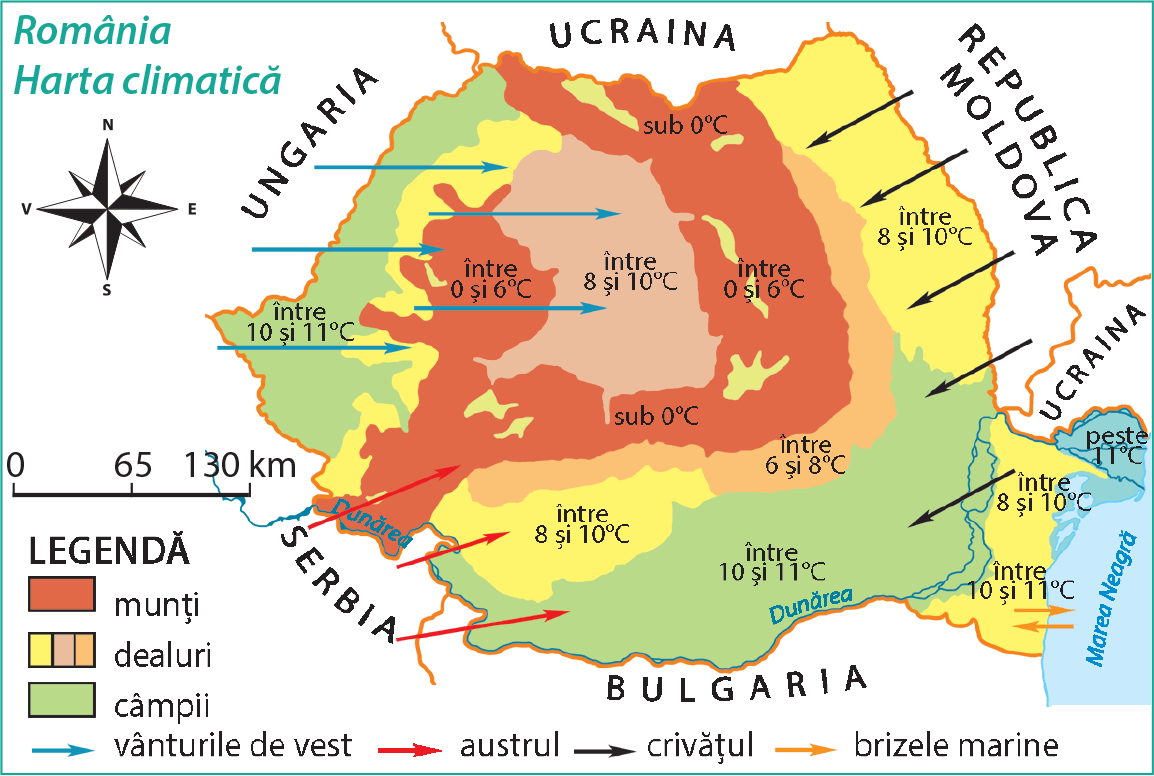 România
Harta climatică
UCRAINA
REPUBLICA
MOLDOVA
UNGARIA
N
V
E
S
sub 0°C
între
8 și 10°C
între
0 și 6°C
între
8 și 10°C
între
0 și 6°C
între
10 și 11°C
UCRAINA
sub 0°C
peste
11°C
între
6 și 8°C
0 65 130 km
între
8 și 10°C
Dunărea
între
8 și 10°C
SERBIA
între
10 și 11°C
între
10 și 11°C
Dunărea
Marea Neagră
BULGARIA
LEGENDĂ
munți
dealuri
câmpii
vânturile de vest
austrul
crivățul
brizele marine